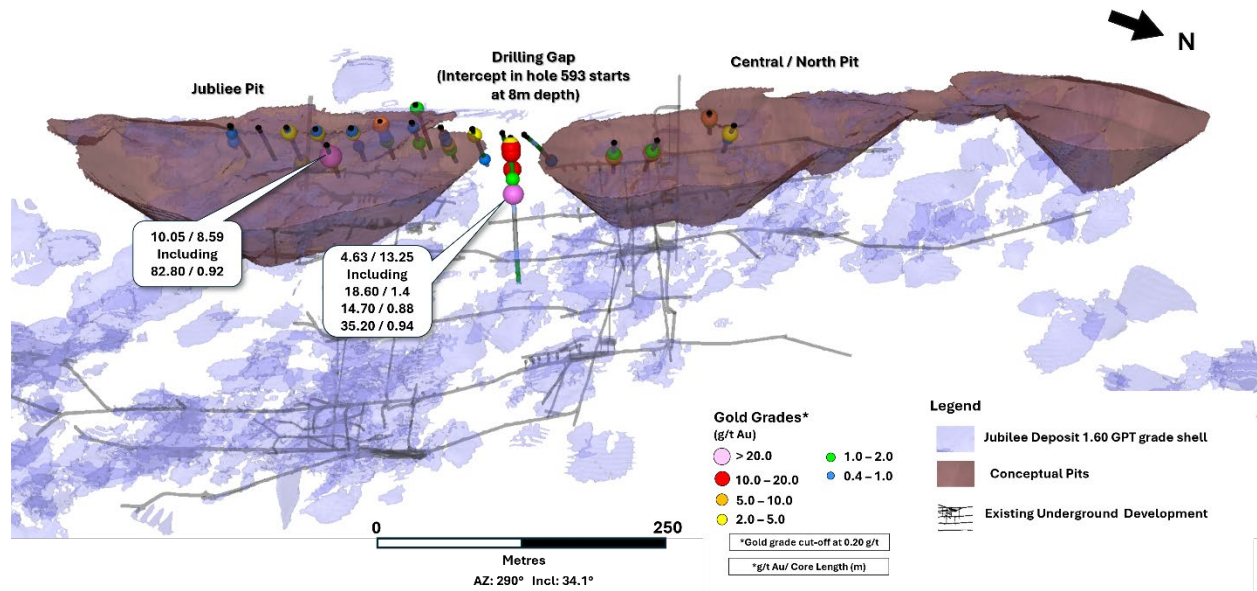 N
Drilling Gap
(Intercept in hole 593 starts
at 8m depth)
Jubliee Pit
Central / North Pit
10.05 / 8.59
Including
82.80 / 0.92
4.63 / 13.25
Including
18.60 / 1.4
14.70 / 0.88
35.20 / 0.94
Gold Grades*
(g/t Au)
> 20.0
10.0 – 20.0
5.0 – 10.0
2.0 – 5.0
1.0 – 2.0
0.4 – 1.0
*Gold grade cut-off at 0.20 g/t
*g/t Au/ Core Length (m)
Legend
Jubilee Deposit 1.60 GPT grade shell
Conceptual Pits
Existing Underground Development
0
250
Metres
AZ: 290° Incl: 34.1°